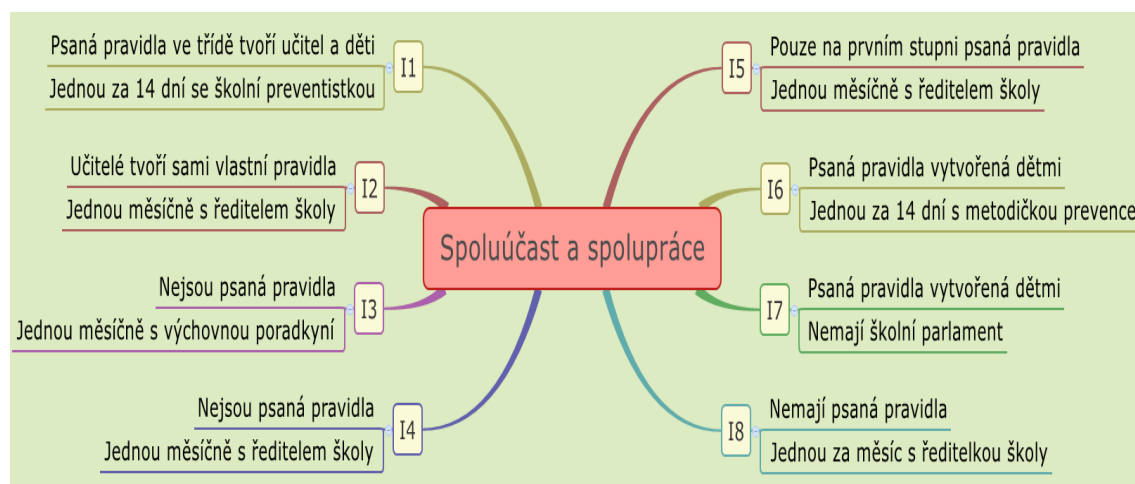 Spoluúčast a spolupráce
I1
Psaná pravidla ve třídě tvoří učitel a děti
Jednou za 14 dní se školní preventistkou
I2
Učitelé tvoří sami vlastní pravidla
Jednou měsíčně s ředitelem školy
I3
Nejsou psaná pravidla
Jednou měsíčně s výchovnou poradkyní
I4
Nejsou psaná pravidla
Jednou měsíčně s ředitelem školy
I5
Pouze na prvním stupni psaná pravidla
Jednou měsíčně s ředitelem školy
I6
Psaná pravidla vytvořená dětmi
Jednou za 14 dní s metodičkou prevence
I7
Psaná pravidla vytvořená dětmi
Nemají školní parlament
I8
Nemají psaná pravidla
Jednou za měsíc s ředitelkou školy